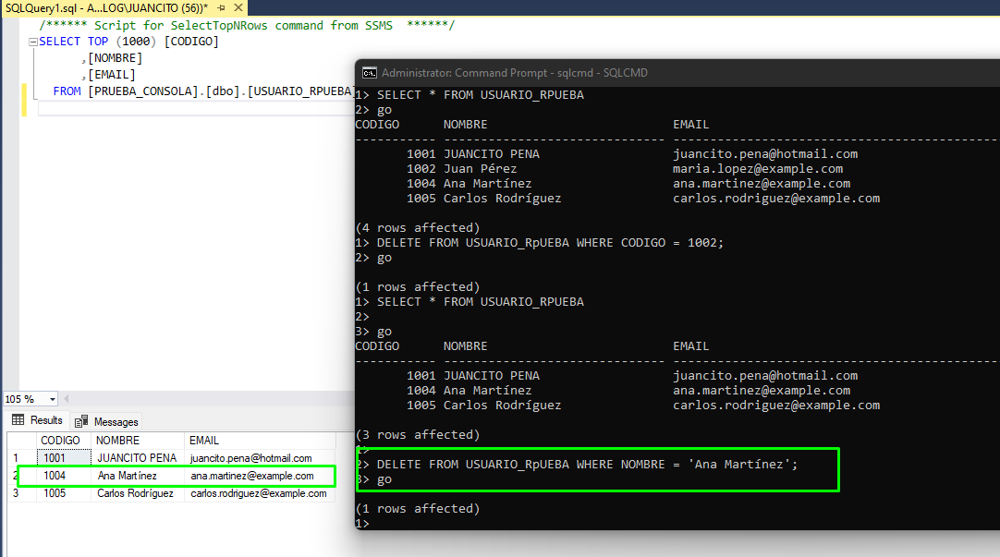 SQLQuery1.sql - A...LOG\JUANCITO (56))*
/****** Script for SelectTopNRows command from SSMS  ******/
SELECT TOP (1000) [CODIGO]
,[NOMBRE]
,[EMAIL]
FROM [PRUEBA_CONSOLA].[dbo].[USUARIO_RPUEBA]
105 %
Results Messages
CODIGO NOMBRE EMAIL
1 1001 JUANCITO PENA juancito.pena@hotmail.com
2 1004 Ana Martínez ana.martinez@example.com
3 1005 Carlos Rodríguez carlos.rodriguez@example.com
Administrator: Command Prompt - sqlcmd - SQLCMD
1> SELECT * FROM USUARIO_RPUEBA
2> go
CODIGO NOMBRE EMAIL
----------- ------------------------------ --------------------------------------------
1001 JUANCITO PENA juancito.pena@hotmail.com
1002 Juan Pérez maria.lopez@example.com
1004 Ana Martínez ana.martinez@example.com
1005 Carlos Rodríguez carlos.rodriguez@example.com
(4 rows affected)
1> DELETE FROM USUARIO_RpUEBA WHERE CODIGO = 1002;
2> go
(1 rows affected)
1> SELECT * FROM USUARIO_RPUEBA
2>
3> go
CODIGO NOMBRE EMAIL
----------- ------------------------------ --------------------------------------------
1001 JUANCITO PENA juancito.pena@hotmail.com
1004 Ana Martínez ana.martinez@example.com
1005 Carlos Rodríguez carlos.rodriguez@example.com
(3 rows affected)
1>
2> DELETE FROM USUARIO_RpUEBA WHERE NOMBRE = 'Ana Martínez';
3> go
(1 rows affected)
1>